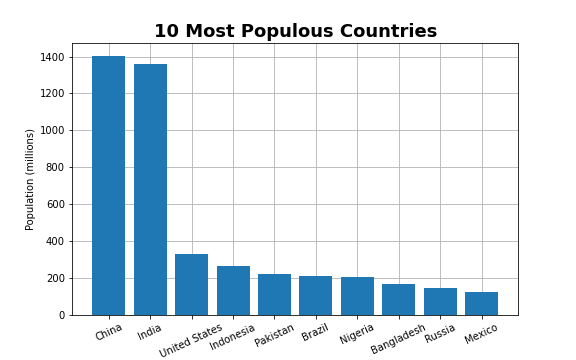 10 Most Populous Countries
1400
1200
1000
800
600
400
200
0
Population (millions)
China
India
United States
Indonesia
Pakistan
Brazil
Nigeria
Bangladesh
Russia
Mexico